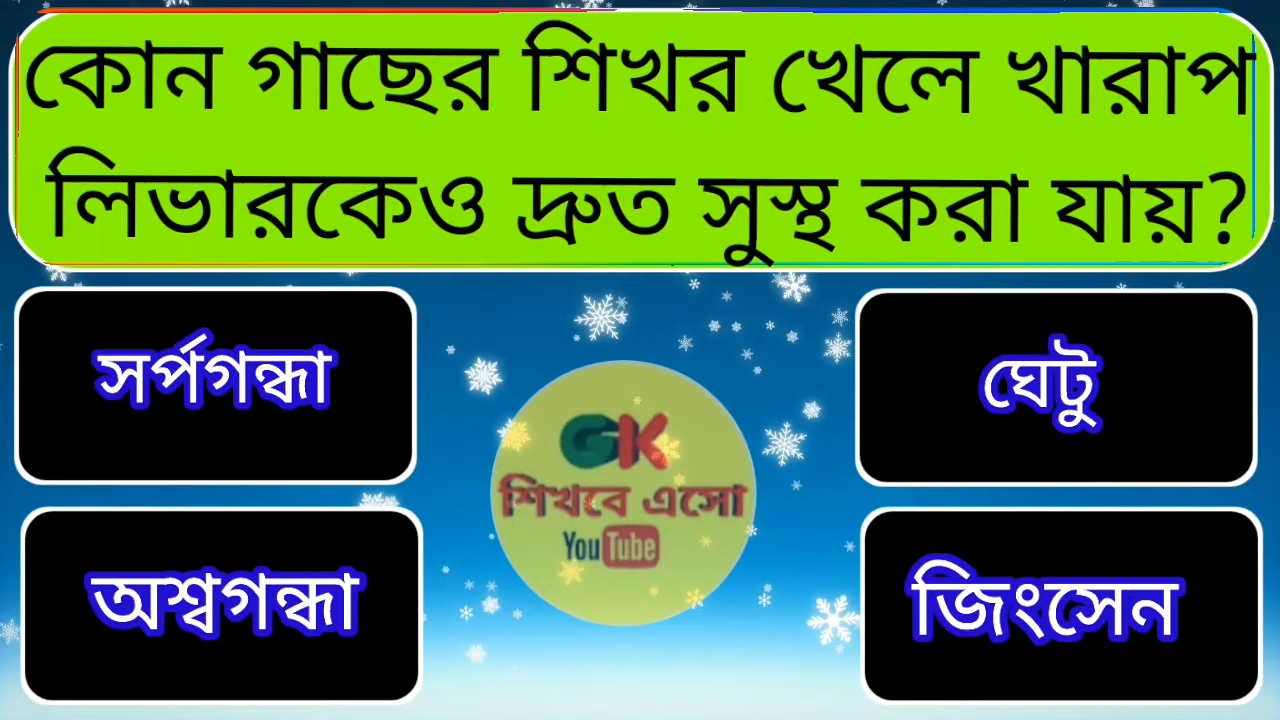 কোন গাছের শিখর খেলে খারাপ
লিভারকেও দ্রুত সুস্থ করা যায়?
সর্পগন্ধা
ঘেটু
GK
শিখবে এসো
YouTube
অশ্বগন্ধা
জিংসেন